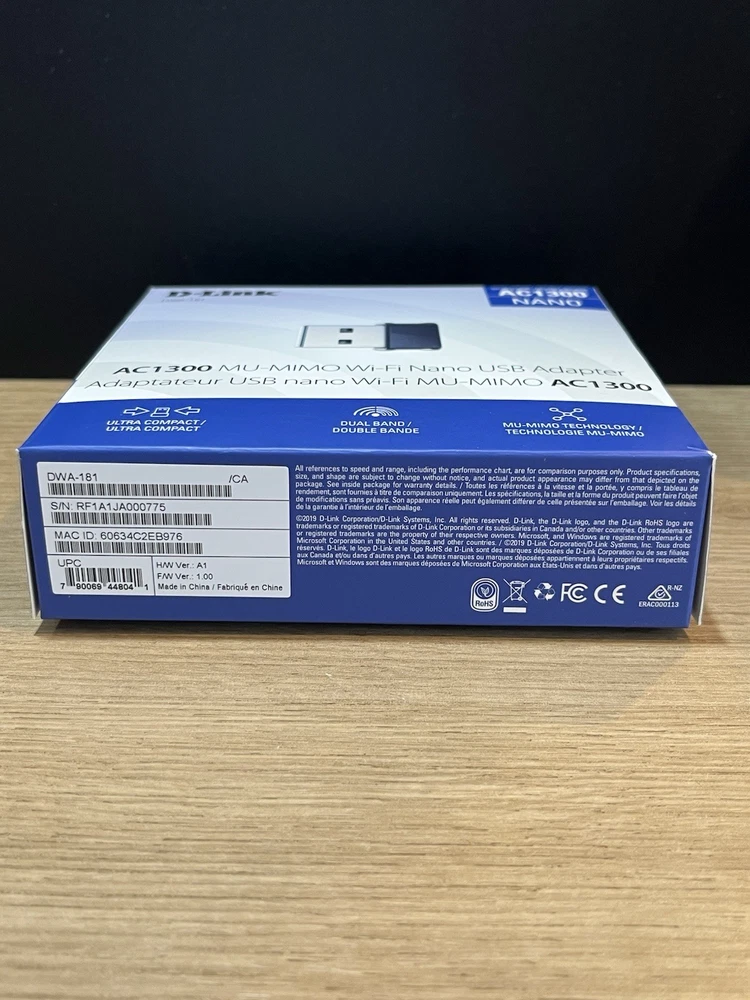 D-Link
AC1300
NANO
AC1300 MU-MIMO Wi-Fi Nano USB Adapter
Adaptateur USB nano Wi-Fi MU-MIMO AC1300
ULTRA COMPACT /
ULTRA COMPACT
DUAL BAND /
DOUBLE BANDE
MU-MIMO TECHNOLOGY /
TECHNOLOGIE MU-MIMO
DWA-181 /CA
S/N: RF1A1JA000775
MAC ID: 60634C2EB976
UPC
7 90069 44804 1
H/W Ver.: A1
F/W Ver.: 1.00
Made in China / Fabriqué en Chine
All references to speed and range, including the performance chart, are for comparison purposes only. Product specifications,
size, and shape are subject to change without notice, and actual product appearance may differ from that depicted on the
package. See inside package for warranty details. / Toutes les références à la vitesse et à la portée, y compris le tableau de
rendement, sont fournies à titre de comparaison uniquement. Les spécifications, la taille et la forme du produit peuvent faire l'objet
de modifications sans préavis. Son apparence réelle peut également différer de celle présentée sur l'emballage. Voir les détails
de la garantie à l'intérieur de l'emballage.
©2019 D-Link Corporation/D-Link Systems, Inc. All rights reserved. D-Link, the D-Link logo, and the D-Link RoHS logo are
trademarks or registered trademarks of D-Link Corporation or its subsidiaries in Canada and/or other countries. Other trademarks
or registered trademarks are the property of their respective owners. Microsoft, and Windows are registered trademarks of
Microsoft Corporation in the United States and other countries. / ©2019 D-Link Corporation/D-Link Systems, Inc. Tous droits
réservés. D-Link, le logo D-Link et le logo RoHS de D-Link sont des marques déposées de D-Link Corporation ou de ses filiales
aux Canada et/ou dans d'autres pays. Les autres marques ou marques déposées appartiennent à leurs propriétaires respectifs.
Microsoft et Windows sont des marques déposées de Microsoft Corporation aux États-Unis et dans d'autres pays.
RoHS
FC CE
R-NZ
ERAC000113